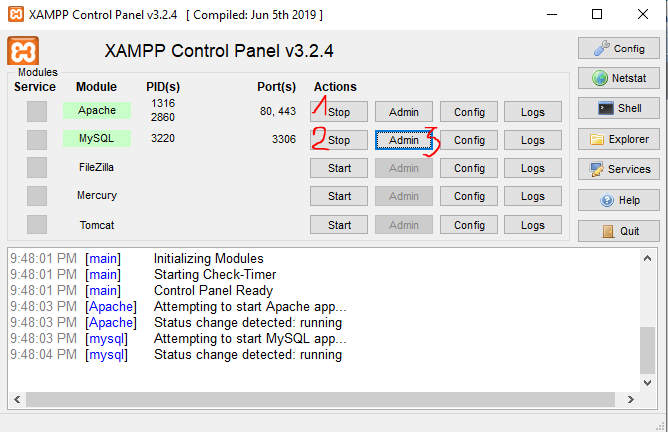 XAMPP Control Panel v3.2.4 [ Compiled: Jun 5th 2019 ]
XAMPP Control Panel v3.2.4
Config
Modules
Service Module PID(s) Port(s) Actions
Netstat
Apache 1316 2860 80, 443 1 Stop Admin Config Logs
Shell
MySQL 3220 3306 2 Stop Admin 3 Config Logs
Explorer
FileZilla Start Admin Config Logs
Services
Mercury Start Admin Config Logs
Help
Tomcat Start Admin Config Logs
Quit
9:48:01 PM [main] Initializing Modules
9:48:01 PM [main] Starting Check-Timer
9:48:01 PM [main] Control Panel Ready
9:48:03 PM [Apache] Attempting to start Apache app...
9:48:03 PM [Apache] Status change detected: running
9:48:03 PM [mysql] Attempting to start MySQL app...
9:48:04 PM [mysql] Status change detected: running